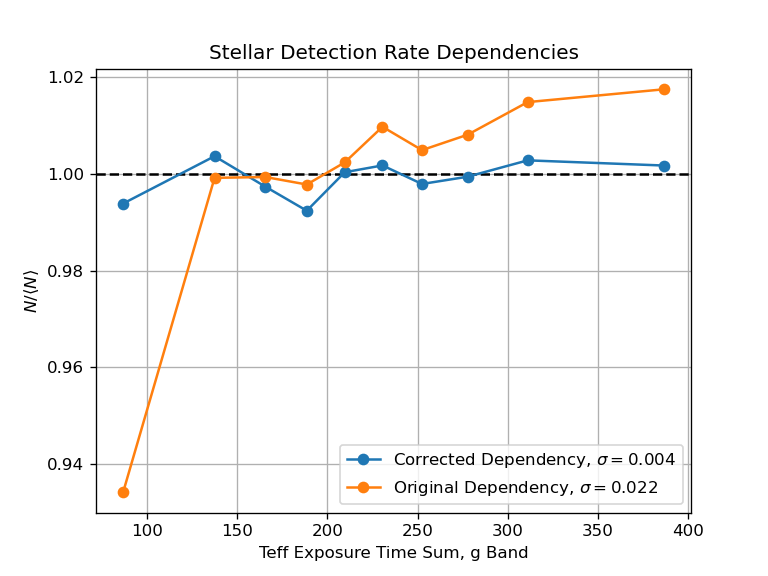 Stellar Detection Rate Dependencies
1.02
1.00
0.98
0.96
0.94
N/⟨N⟩
100 150 200 250 300 350 400
Teff Exposure Time Sum, g Band
Corrected Dependency, σ = 0.004
Original Dependency, σ = 0.022